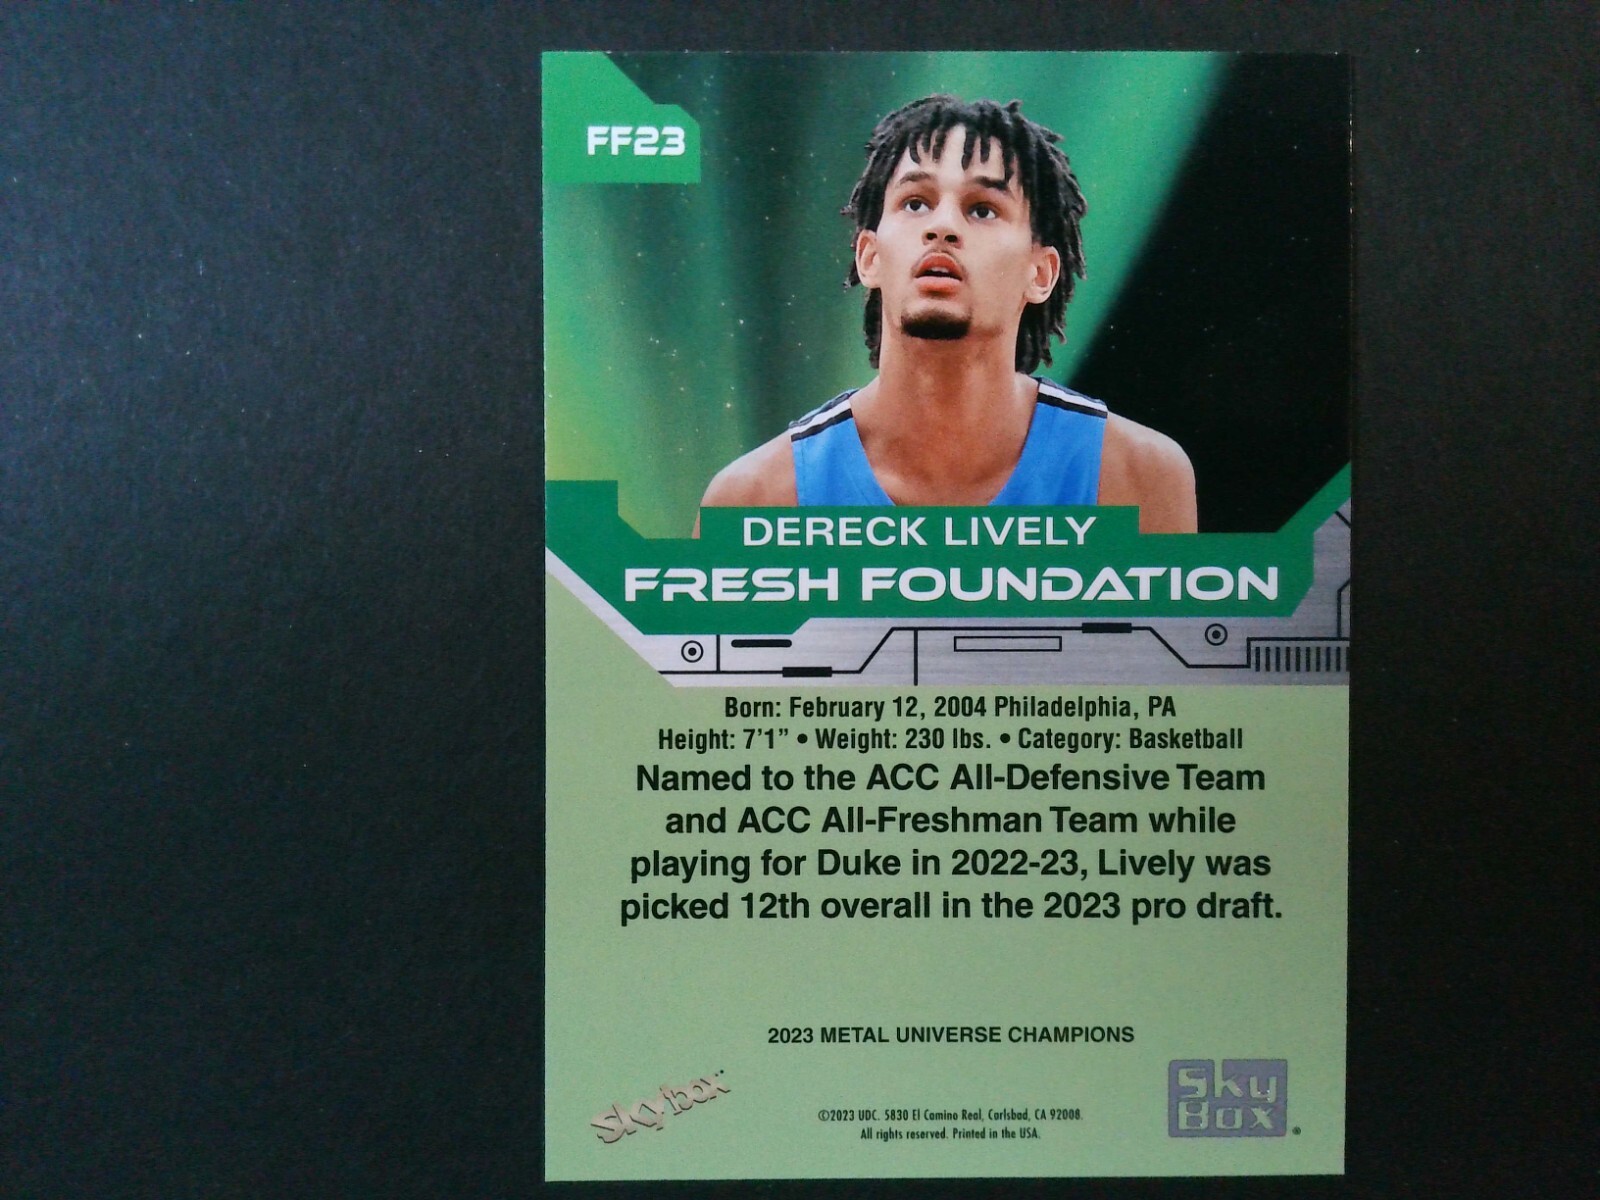 FF23
DERECK LIVELY
FRESH FOUNDATION
Born: February 12, 2004 Philadelphia, PA
Height: 7'1" • Weight: 230 lbs. • Category: Basketball
Named to the ACC All-Defensive Team
and ACC All-Freshman Team while
playing for Duke in 2022-23, Lively was
picked 12th overall in the 2023 pro draft.
2023 METAL UNIVERSE CHAMPIONS
skybox
©2023 UDC. 5830 El Camino Real, Carlsbad, CA 92008.
All rights reserved. Printed in the USA.
Sky
Box
®